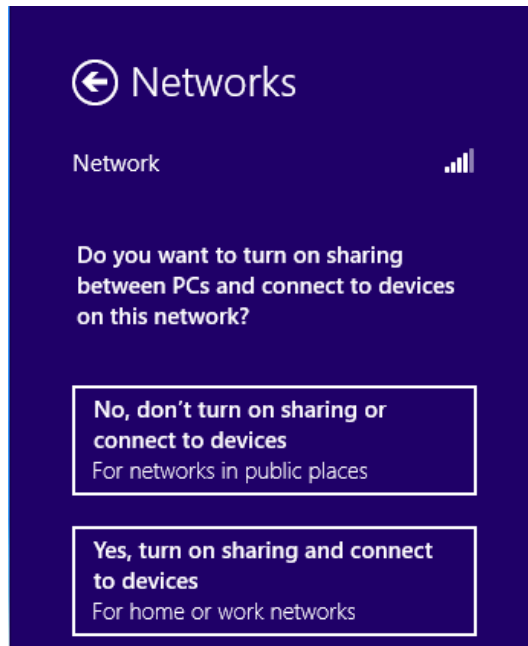 Networks
Network
Do you want to turn on sharing
between PCs and connect to devices
on this network?
No, don't turn on sharing or
connect to devices
For networks in public places
Yes, turn on sharing and connect
to devices
For home or work networks